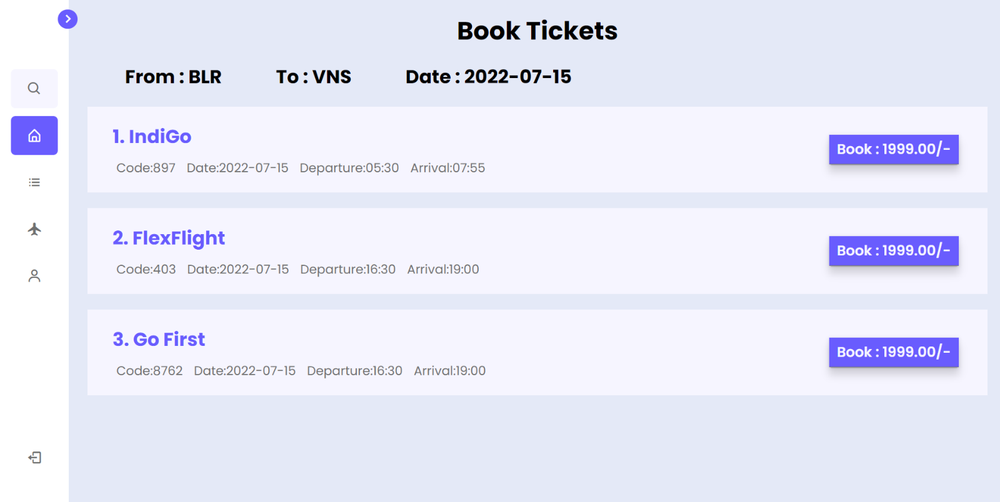 Book Tickets
From : BLR To : VNS Date : 2022-07-15
1. IndiGo
Book : 1999.00/-
Code:897 Date:2022-07-15 Departure:05:30 Arrival:07:55
2. FlexFlight
Book : 1999.00/-
Code:403 Date:2022-07-15 Departure:16:30 Arrival:19:00
3. Go First
Book : 1999.00/-
Code:8762 Date:2022-07-15 Departure:16:30 Arrival:19:00